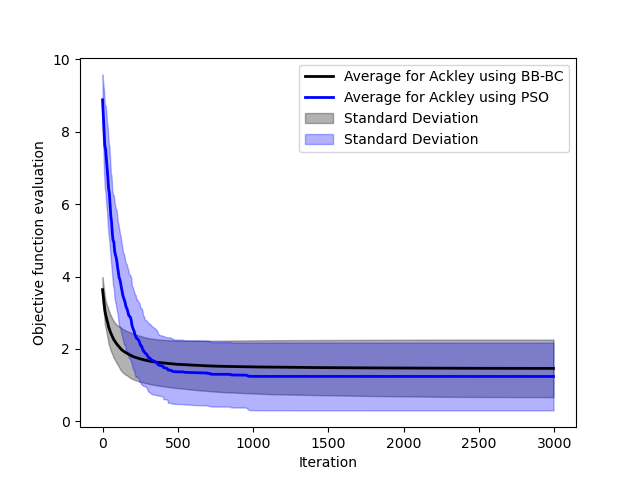 Objective function evaluation
10
8
6
4
2
0
Average for Ackley using BB-BC
Average for Ackley using PSO
Standard Deviation
Standard Deviation
0 500 1000 1500 2000 2500 3000
Iteration